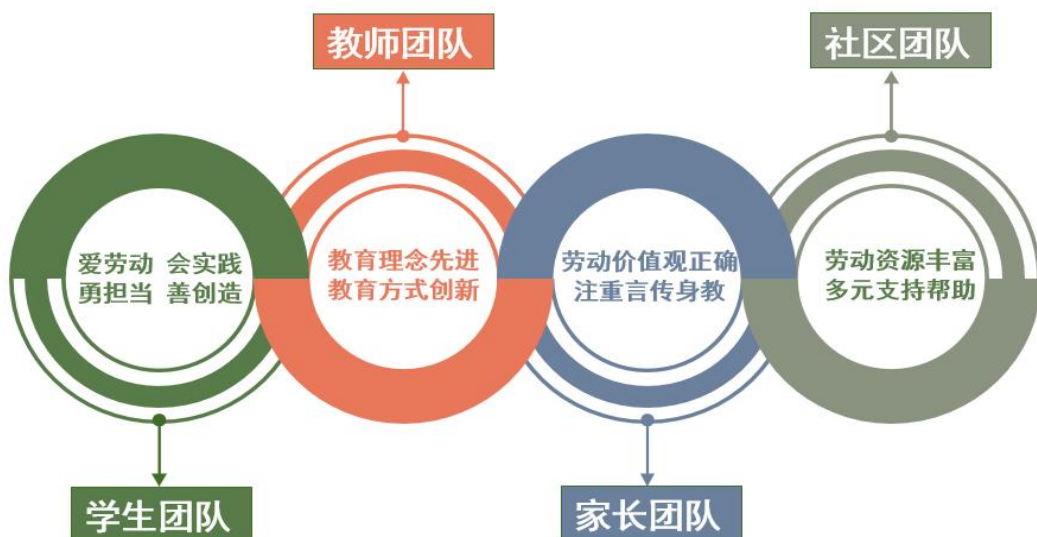 教师团队
社区团队
爱劳动 会实践
勇担当 善创造
教育理念先进
教育方式创新
劳动价值观正确
注重言传身教
劳动资源丰富
多元支持帮助
学生团队
家长团队